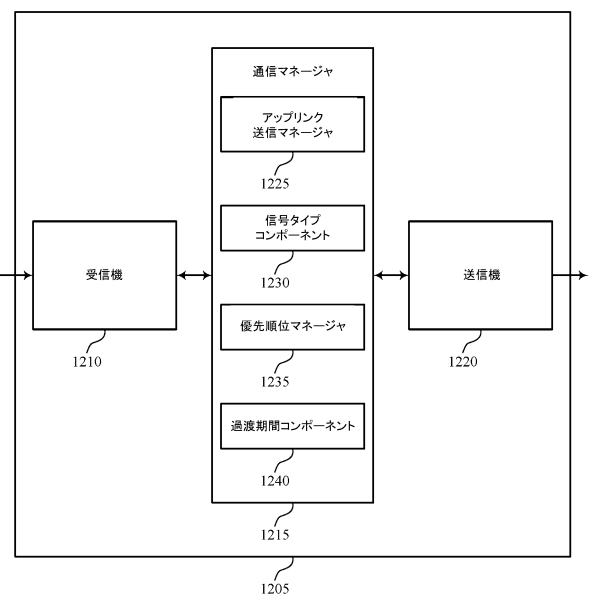 通信マネージャ
アップリンク
送信マネージャ
1225
信号タイプ
コンポーネント
1230
受信機
1210
送信機
1220
優先順位マネージャ
1235
過渡期間コンポーネント
1240
1215
1205